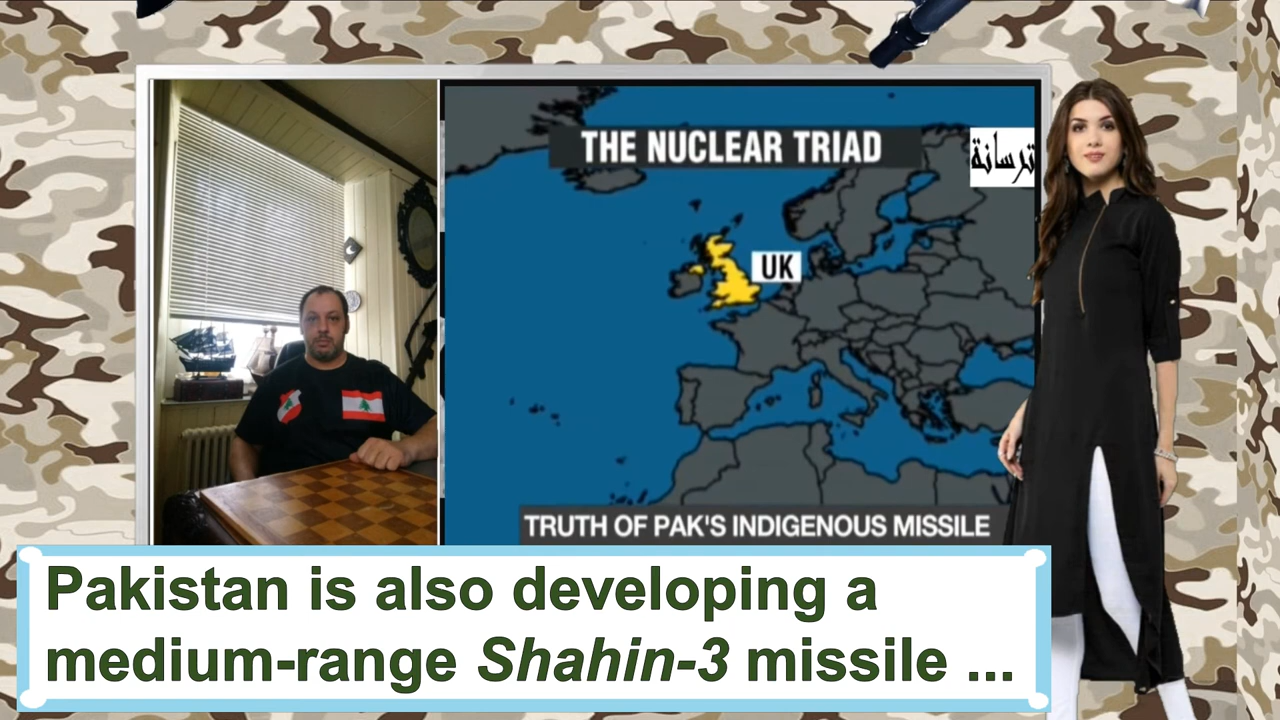 THE NUCLEAR TRIAD
ترسانة
UK
TRUTH OF PAK'S INDIGENOUS MISSILE
Pakistan is also developing a
medium-range Shahin-3 missile ...